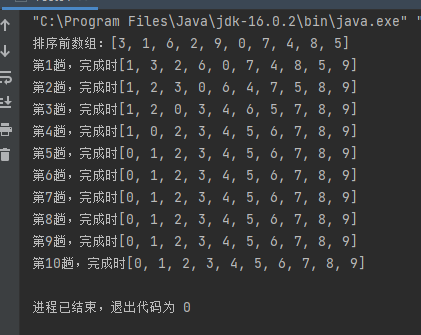 "C:\Program Files\Java\jdk-16.0.2\bin\java.exe" "
排序前数组：[3, 1, 6, 2, 9, 0, 7, 4, 8, 5]
第1趟，完成时[1, 3, 2, 6, 0, 7, 4, 8, 5, 9]
第2趟，完成时[1, 2, 3, 0, 6, 4, 7, 5, 8, 9]
第3趟，完成时[1, 2, 0, 3, 4, 6, 5, 7, 8, 9]
第4趟，完成时[1, 0, 2, 3, 4, 5, 6, 7, 8, 9]
第5趟，完成时[0, 1, 2, 3, 4, 5, 6, 7, 8, 9]
第6趟，完成时[0, 1, 2, 3, 4, 5, 6, 7, 8, 9]
第7趟，完成时[0, 1, 2, 3, 4, 5, 6, 7, 8, 9]
第8趟，完成时[0, 1, 2, 3, 4, 5, 6, 7, 8, 9]
第9趟，完成时[0, 1, 2, 3, 4, 5, 6, 7, 8, 9]
第10趟，完成时[0, 1, 2, 3, 4, 5, 6, 7, 8, 9]
进程已结束，退出代码为 0